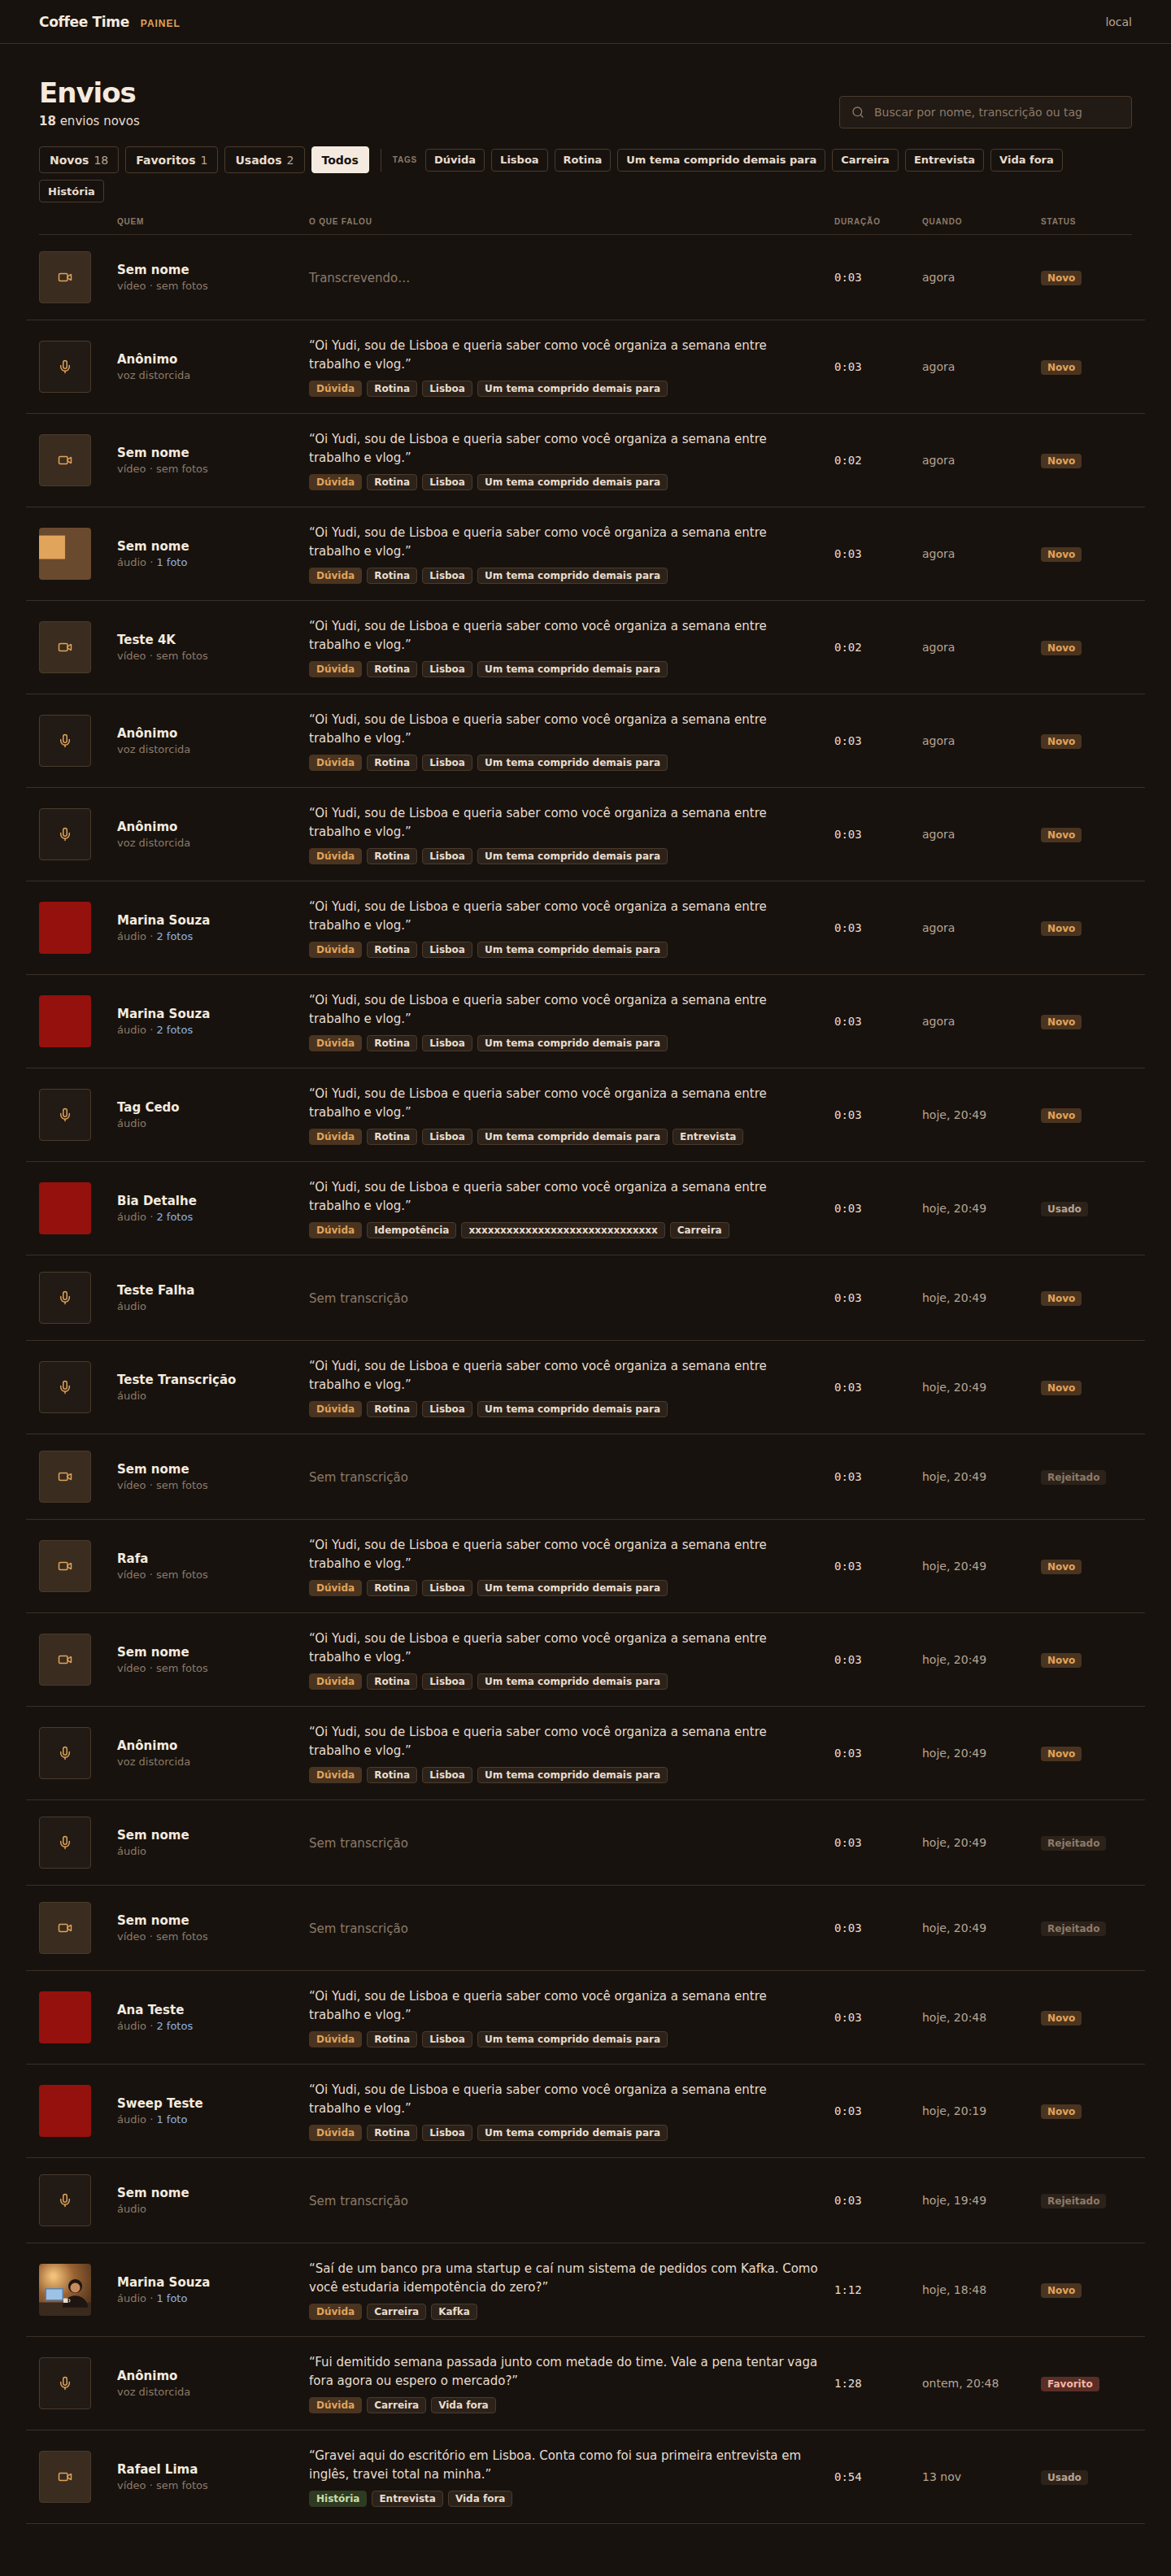 Coffee Time PAINEL local
Envios
18 envios novos
Buscar por nome, transcrição ou tag
Novos 18 Favoritos 1 Usados 2 Todos TAGS Dúvida Lisboa Rotina Um tema comprido demais para Carreira Entrevista Vida fora
História
QUEM O QUE FALOU DURAÇÃO QUANDO STATUS
Sem nome
vídeo · sem fotos
Transcrevendo…
0:03 agora Novo
Anônimo
voz distorcida
“Oi Yudi, sou de Lisboa e queria saber como você organiza a semana entre
trabalho e vlog.”
Dúvida Rotina Lisboa Um tema comprido demais para
0:03 agora Novo
Sem nome
vídeo · sem fotos
“Oi Yudi, sou de Lisboa e queria saber como você organiza a semana entre
trabalho e vlog.”
Dúvida Rotina Lisboa Um tema comprido demais para
0:02 agora Novo
Sem nome
áudio · 1 foto
“Oi Yudi, sou de Lisboa e queria saber como você organiza a semana entre
trabalho e vlog.”
Dúvida Rotina Lisboa Um tema comprido demais para
0:03 agora Novo
Teste 4K
vídeo · sem fotos
“Oi Yudi, sou de Lisboa e queria saber como você organiza a semana entre
trabalho e vlog.”
Dúvida Rotina Lisboa Um tema comprido demais para
0:02 agora Novo
Anônimo
voz distorcida
“Oi Yudi, sou de Lisboa e queria saber como você organiza a semana entre
trabalho e vlog.”
Dúvida Rotina Lisboa Um tema comprido demais para
0:03 agora Novo
Anônimo
voz distorcida
“Oi Yudi, sou de Lisboa e queria saber como você organiza a semana entre
trabalho e vlog.”
Dúvida Rotina Lisboa Um tema comprido demais para
0:03 agora Novo
Marina Souza
áudio · 2 fotos
“Oi Yudi, sou de Lisboa e queria saber como você organiza a semana entre
trabalho e vlog.”
Dúvida Rotina Lisboa Um tema comprido demais para
0:03 agora Novo
Marina Souza
áudio · 2 fotos
“Oi Yudi, sou de Lisboa e queria saber como você organiza a semana entre
trabalho e vlog.”
Dúvida Rotina Lisboa Um tema comprido demais para
0:03 agora Novo
Tag Cedo
áudio
“Oi Yudi, sou de Lisboa e queria saber como você organiza a semana entre
trabalho e vlog.”
Dúvida Rotina Lisboa Um tema comprido demais para Entrevista
0:03 hoje, 20:49 Novo
Bia Detalhe
áudio · 2 fotos
“Oi Yudi, sou de Lisboa e queria saber como você organiza a semana entre
trabalho e vlog.”
Dúvida Idempotência xxxxxxxxxxxxxxxxxxxxxxxxxxxxxx Carreira
0:03 hoje, 20:49 Usado
Teste Falha
áudio
Sem transcrição
0:03 hoje, 20:49 Novo
Teste Transcrição
áudio
“Oi Yudi, sou de Lisboa e queria saber como você organiza a semana entre
trabalho e vlog.”
Dúvida Rotina Lisboa Um tema comprido demais para
0:03 hoje, 20:49 Novo
Sem nome
vídeo · sem fotos
Sem transcrição
0:03 hoje, 20:49 Rejeitado
Rafa
vídeo · sem fotos
“Oi Yudi, sou de Lisboa e queria saber como você organiza a semana entre
trabalho e vlog.”
Dúvida Rotina Lisboa Um tema comprido demais para
0:03 hoje, 20:49 Novo
Sem nome
vídeo · sem fotos
“Oi Yudi, sou de Lisboa e queria saber como você organiza a semana entre
trabalho e vlog.”
Dúvida Rotina Lisboa Um tema comprido demais para
0:03 hoje, 20:49 Novo
Anônimo
voz distorcida
“Oi Yudi, sou de Lisboa e queria saber como você organiza a semana entre
trabalho e vlog.”
Dúvida Rotina Lisboa Um tema comprido demais para
0:03 hoje, 20:49 Novo
Sem nome
áudio
Sem transcrição
0:03 hoje, 20:49 Rejeitado
Sem nome
vídeo · sem fotos
Sem transcrição
0:03 hoje, 20:49 Rejeitado
Ana Teste
áudio · 2 fotos
“Oi Yudi, sou de Lisboa e queria saber como você organiza a semana entre
trabalho e vlog.”
Dúvida Rotina Lisboa Um tema comprido demais para
0:03 hoje, 20:48 Novo
Sweep Teste
áudio · 1 foto
“Oi Yudi, sou de Lisboa e queria saber como você organiza a semana entre
trabalho e vlog.”
Dúvida Rotina Lisboa Um tema comprido demais para
0:03 hoje, 20:19 Novo
Sem nome
áudio
Sem transcrição
0:03 hoje, 19:49 Rejeitado
Marina Souza
áudio · 1 foto
“Saí de um banco pra uma startup e caí num sistema de pedidos com Kafka. Como
você estudaria idempotência do zero?”
Dúvida Carreira Kafka
1:12 hoje, 18:48 Novo
Anônimo
voz distorcida
“Fui demitido semana passada junto com metade do time. Vale a pena tentar vaga
fora agora ou espero o mercado?”
Dúvida Carreira Vida fora
1:28 ontem, 20:48 Favorito
Rafael Lima
vídeo · sem fotos
“Gravei aqui do escritório em Lisboa. Conta como foi sua primeira entrevista em
inglês, travei total na minha.”
História Entrevista Vida fora
0:54 13 nov Usado